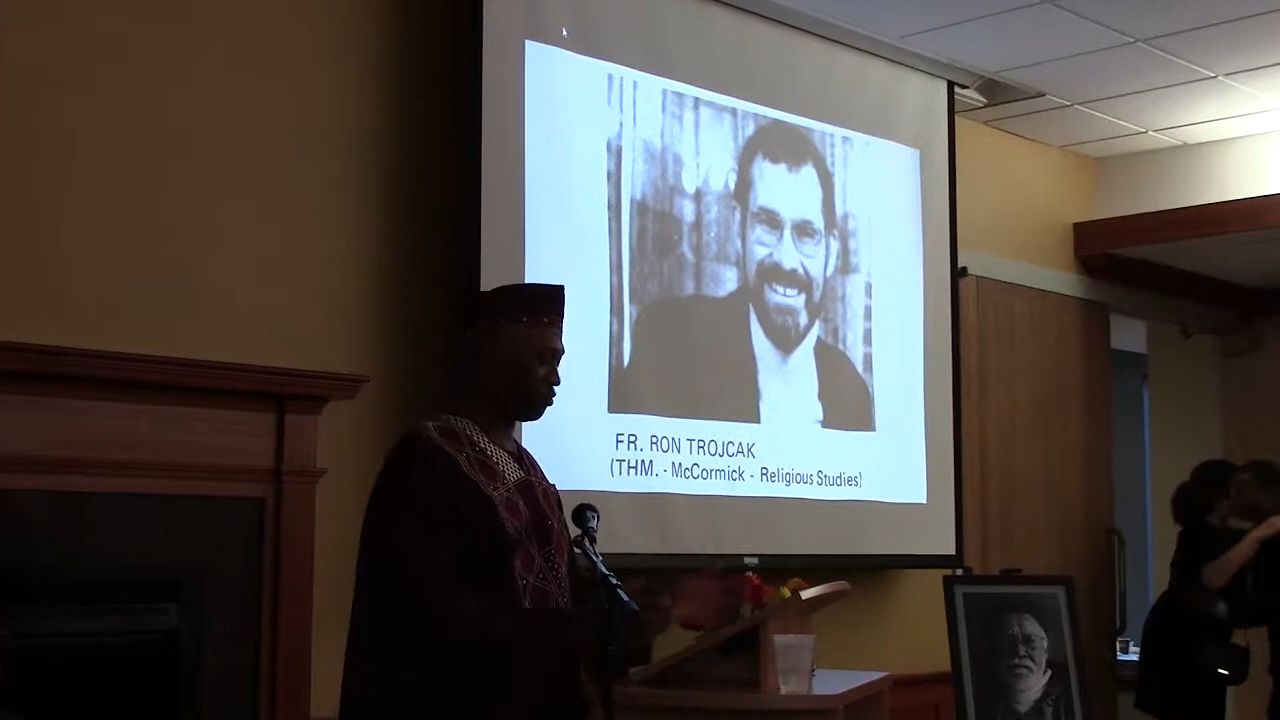 FR. RON TROJCAK
(THM. - McCormick - Religious Studies)